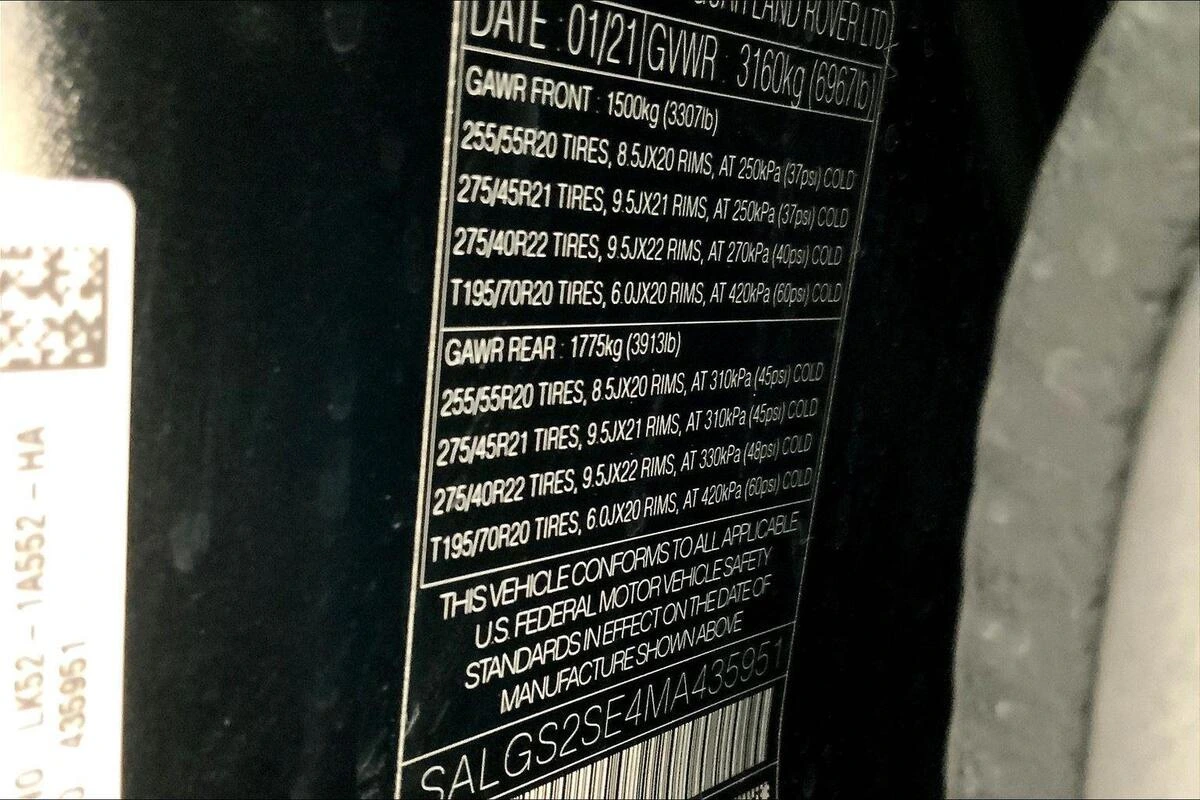 LAND ROVER LTD
DATE : 01/21 GVWR : 3160kg (6967lb)
GAWR FRONT : 1500kg (3307lb)
255/55R20 TIRES, 8.5JX20 RIMS, AT 250kPa (37psi) COLD
275/45R21 TIRES, 9.5JX21 RIMS, AT 250kPa (37psi) COLD
275/40R22 TIRES, 9.5JX22 RIMS, AT 270kPa (40psi) COLD
T195/70R20 TIRES, 6.0JX20 RIMS, AT 420kPa (60psi) COLD
GAWR REAR : 1775kg (3913lb)
255/55R20 TIRES, 8.5JX20 RIMS, AT 310kPa (45psi) COLD
275/45R21 TIRES, 9.5JX21 RIMS, AT 310kPa (45psi) COLD
275/40R22 TIRES, 9.5JX22 RIMS, AT 330kPa (48psi) COLD
T195/70R20 TIRES, 6.0JX20 RIMS, AT 420kPa (60psi) COLD
THIS VEHICLE CONFORMS TO ALL APPLICABLE
U.S. FEDERAL MOTOR VEHICLE SAFETY
STANDARDS IN EFFECT ON THE DATE OF
MANUFACTURE SHOWN ABOVE
SALGS2SE4MA435951
LK52-1A552-HA
435951